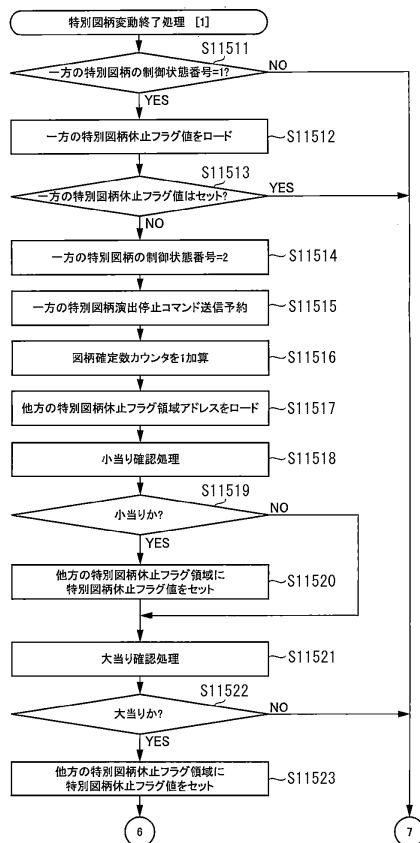 特別図柄変動終了処理 [1]
S11511
一方の特別図柄の制御状態番号=1?
NO
YES
一方の特別図柄休止フラグ値をロード
S11512
S11513
一方の特別図柄休止フラグ値はセット?
YES
NO
一方の特別図柄の制御状態番号=2
S11514
一方の特別図柄演出停止コマンド送信予約
S11515
図柄確定数カウンタを1加算
S11516
他方の特別図柄休止フラグ領域アドレスをロード
S11517
小当り確認処理
S11518
S11519
小当りか?
NO
YES
他方の特別図柄休止フラグ領域に
特別図柄休止フラグ値をセット
S11520
大当り確認処理
S11521
S11522
大当りか?
NO
YES
他方の特別図柄休止フラグ領域に
特別図柄休止フラグ値をセット
S11523
6
7